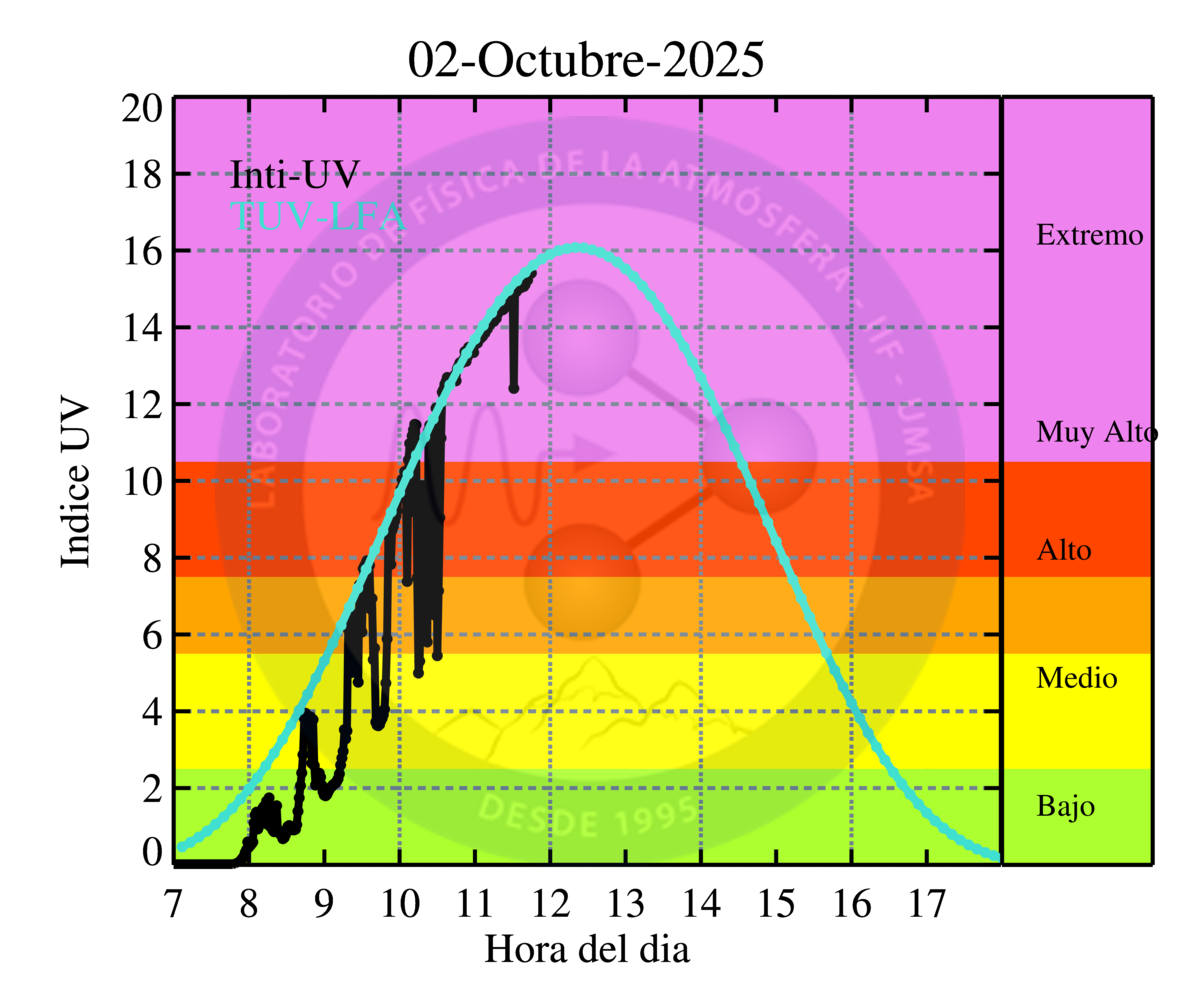 02-Octubre-2025
20
18
16
14
12
10
8
6
4
2
0
Indice UV
Inti-UV
TUV-LFA
LABORATORIO DE FÍSICA DE LA ATMÓSFERA - IIF - UMSA
DESDE 1995
Extremo
Muy Alto
Alto
Medio
Bajo
7 8 9 10 11 12 13 14 15 16 17
Hora del dia